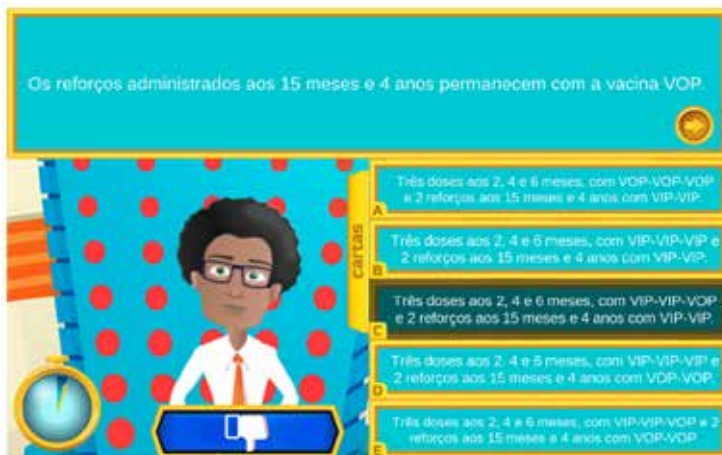 Os reforços administrados aos 15 meses e 4 anos permanecem com a vacina VOP.
cartas
Três doses aos 2, 4 e 6 meses, com VOP-VOP-VOP
e 2 reforços aos 15 meses e 4 anos com VIP-VIP.
A
Três doses aos 2, 4 e 6 meses, com VIP-VIP-VIP e
2 reforços aos 15 meses e 4 anos com VIP-VIP.
B
Três doses aos 2, 4 e 6 meses, com VIP-VIP-VOP
e 2 reforços aos 15 meses e 4 anos com VIP-VIP.
C
Três doses aos 2, 4 e 6 meses, com VIP-VIP-VIP e
2 reforços aos 15 meses e 4 anos com VOP-VOP.
D
Três doses aos 2, 4 e 6 meses, com VIP-VIP-VOP e 2
reforços aos 15 meses e 4 anos com VOP-VOP
E